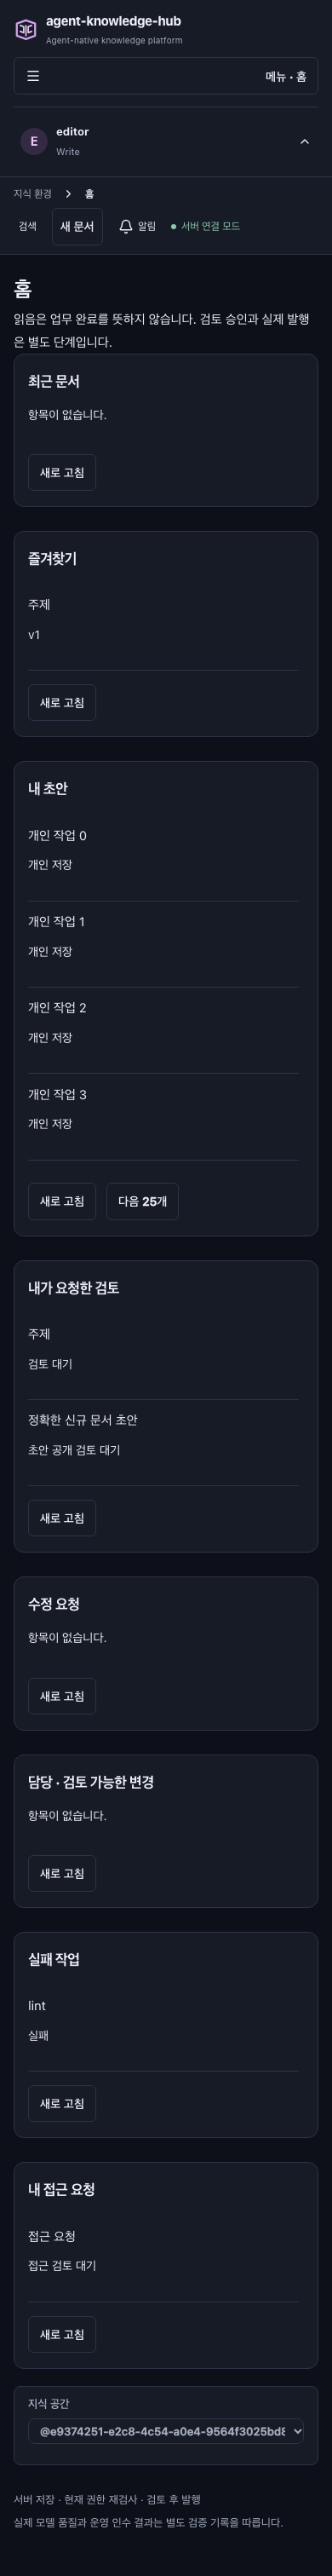 agent-knowledge-hub
Agent-native knowledge platform
메뉴 · 홈
E
editor
Write
지식 환경 > 홈
검색 새 문서 알림 서버 연결 모드
홈
읽음은 업무 완료를 뜻하지 않습니다. 검토 승인과 실제 발행
은 별도 단계입니다.
최근 문서
항목이 없습니다.
새로 고침
즐겨찾기
주제
v1
새로 고침
내 초안
개인 작업 0
개인 저장
개인 작업 1
개인 저장
개인 작업 2
개인 저장
개인 작업 3
개인 저장
새로 고침 다음 25개
내가 요청한 검토
주제
검토 대기
정확한 신규 문서 초안
초안 공개 검토 대기
새로 고침
수정 요청
항목이 없습니다.
새로 고침
담당 · 검토 가능한 변경
항목이 없습니다.
새로 고침
실패 작업
lint
실패
새로 고침
내 접근 요청
접근 요청
접근 검토 대기
새로 고침
지식 공간
@e9374251-e2c8-4c54-a0e4-9564f3025bd8
서버 저장 · 현재 권한 재검사 · 검토 후 발행
실제 모델 품질과 운영 인수 결과는 별도 검증 기록을 따릅니다.